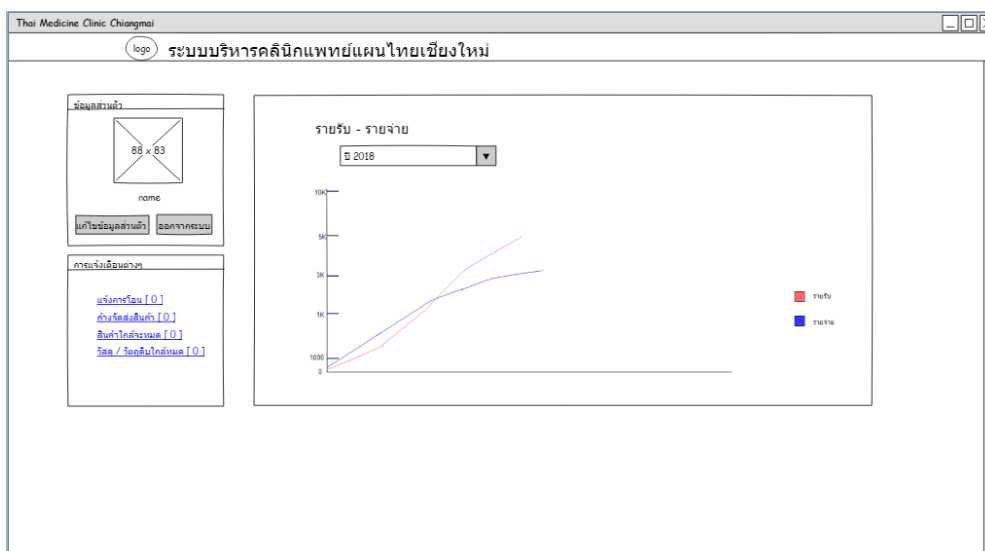 Thai Medicine Clinic Chiangmai
logo
ระบบบริหารคลินิกแพทย์แผนไทยเชียงใหม่
ข้อมูลส่วนตัว
88 x 83
name
แก้ไขข้อมูลส่วนตัว
ออกจากระบบ
การแจ้งเตือนต่างๆ
แจ้งการโอน [ 0 ]
ค้างจัดส่งสินค้า [ 0 ]
สินค้าใกล้จะหมด [ 0 ]
วัสดุ / วัตถุดิบใกล้หมด [ 0 ]
รายรับ - รายจ่าย
ปี 2018
10K
5K
3K
1K
1000
0
รายรับ
รายจ่าย